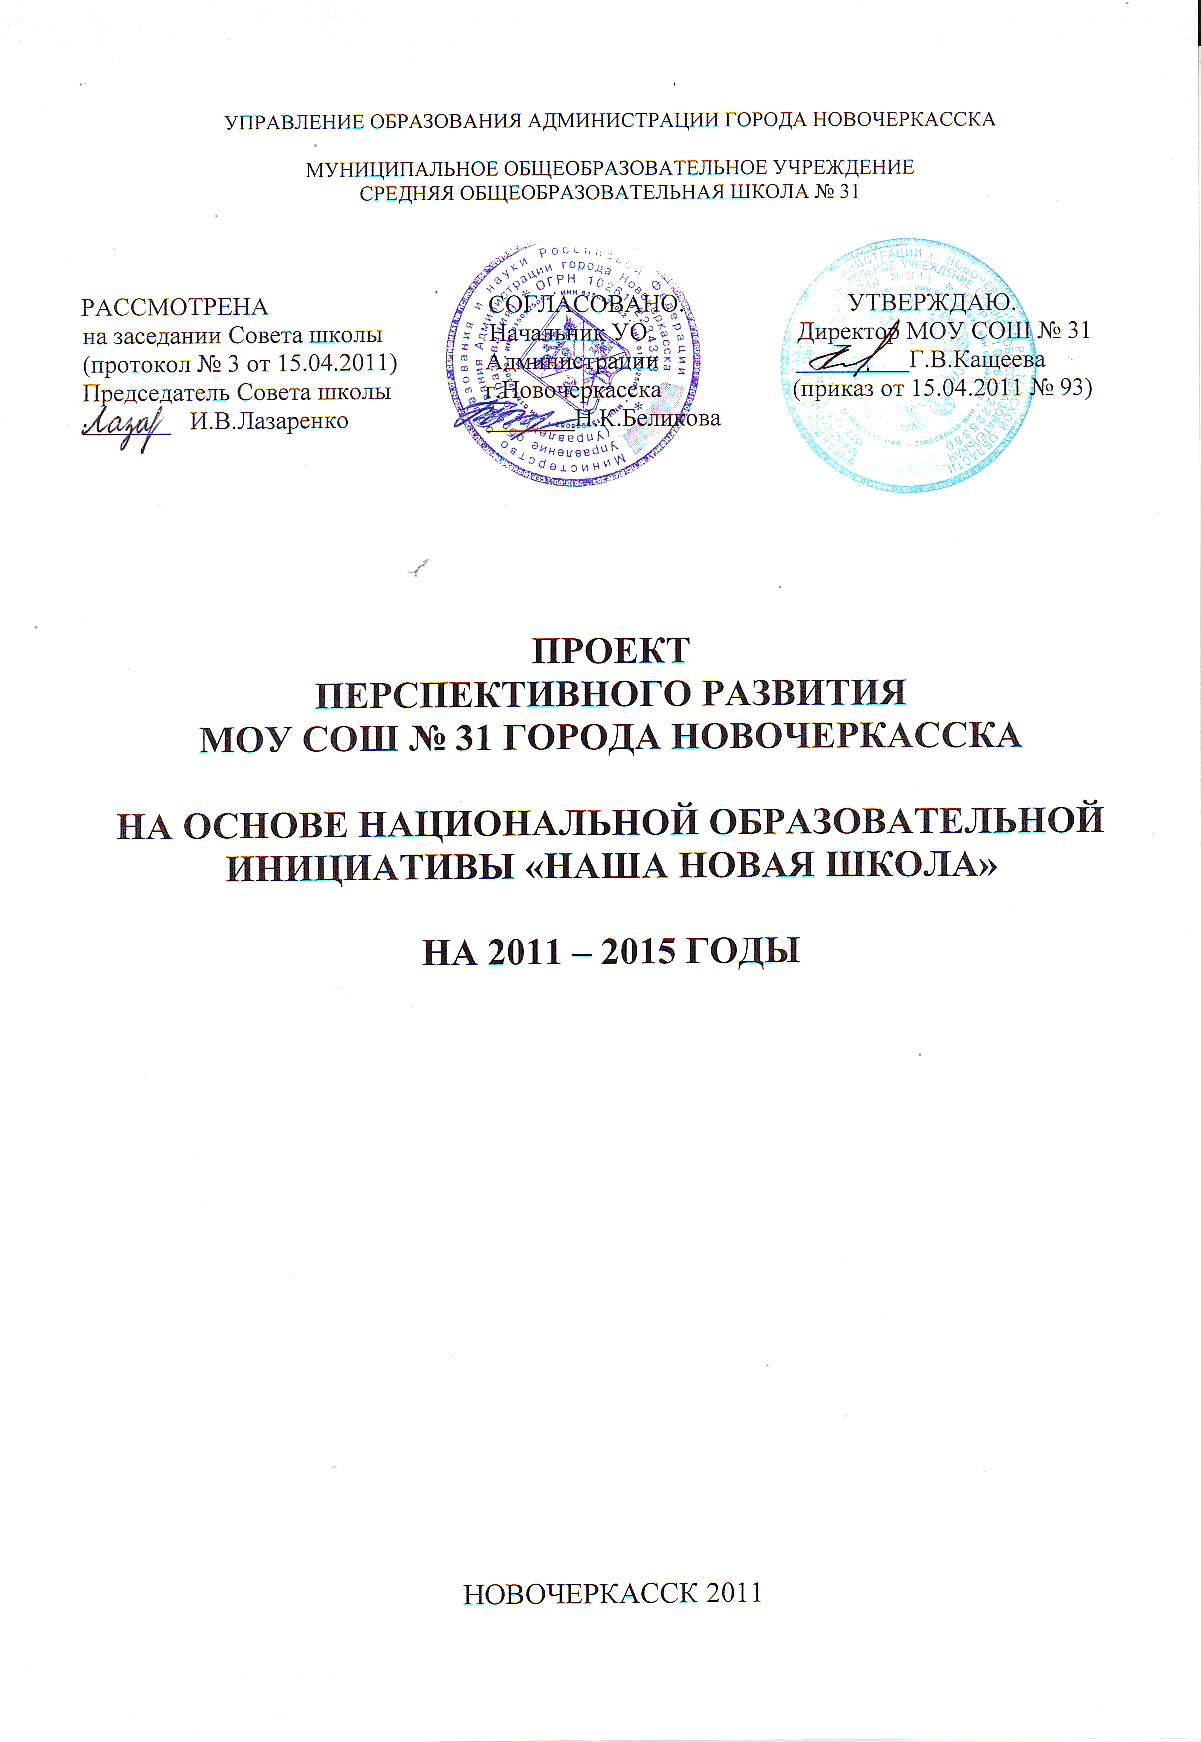 УПРАВЛЕНИЕ ОБРАЗОВАНИЯ АДМИНИСТРАЦИИ ГОРОДА НОВОЧЕРКАССКА
МУНИЦИПАЛЬНОЕ ОБЩЕОБРАЗОВАТЕЛЬНОЕ УЧРЕЖДЕНИЕ
СРЕДНЯЯ ОБЩЕОБРАЗОВАТЕЛЬНАЯ ШКОЛА № 31
РАССМОТРЕНА
на заседании Совета школы
(протокол № 3 от 15.04.2011)
Председатель Совета школы
Лазар И.В.Лазаренко
СОГЛАСОВАНО.
Начальник УО
Администрации
г.Новочеркасска
Н.К.Беликова
УТВЕРЖДАЮ.
Директор МОУ СОШ № 31
Г.В.Кащеева
(приказ от 15.04.2011 № 93)
ПРОЕКТ
ПЕРСПЕКТИВНОГО РАЗВИТИЯ
МОУ СОШ № 31 ГОРОДА НОВОЧЕРКАССКА
НА ОСНОВЕ НАЦИОНАЛЬНОЙ ОБРАЗОВАТЕЛЬНОЙ
ИНИЦИАТИВЫ «НАША НОВАЯ ШКОЛА»
НА 2011 – 2015 ГОДЫ
НОВОЧЕРКАССК 2011